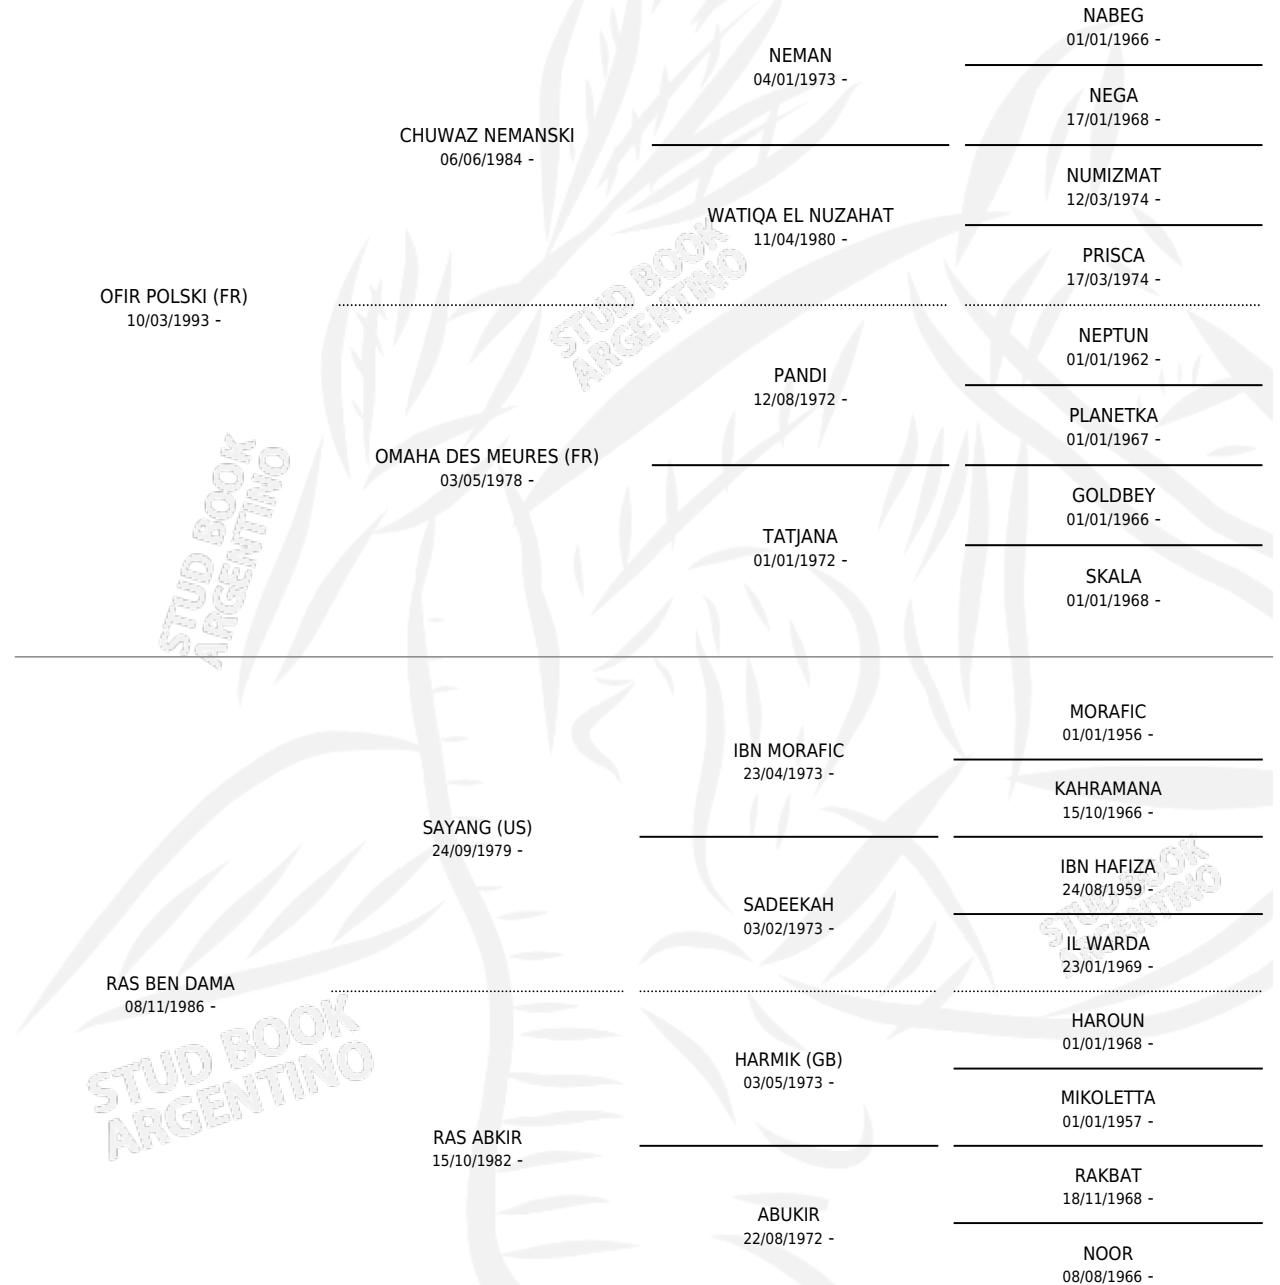 NABEG
01/01/1966 -
NEMAN
04/01/1973 -
NEGA
17/01/1968 -
CHUWAZ NEMANSKI
06/06/1984 -
NUMIZMAT
12/03/1974 -
WATIQA EL NUZAHAT
11/04/1980 -
PRISCA
17/03/1974 -
OFIR POLSKI (FR)
10/03/1993 -
STUD BOOK
ARGENTINO
NEPTUN
01/01/1962 -
PANDI
12/08/1972 -
PLANETKA
01/01/1967 -
OMAHA DES MEURES (FR)
03/05/1978 -
GOLDBEY
01/01/1966 -
TATJANA
01/01/1972 -
SKALA
01/01/1968 -
STUD BOOK
ARGENTINO
MORAFIC
01/01/1956 -
IBN MORAFIC
23/04/1973 -
KAHRAMANA
15/10/1966 -
SAYANG (US)
24/09/1979 -
IBN HAFIZA
24/08/1959 -
SADEEKAH
03/02/1973 -
STUD BOOK
ARGENTINO
IL WARDA
23/01/1969 -
RAS BEN DAMA
08/11/1986 -
HAROUN
01/01/1968 -
HARMIK (GB)
03/05/1973 -
STUD BOOK
ARGENTINO
MIKOLETTA
01/01/1957 -
RAS ABKIR
15/10/1982 -
RAKBAT
18/11/1968 -
ABUKIR
22/08/1972 -
NOOR
08/08/1966 -